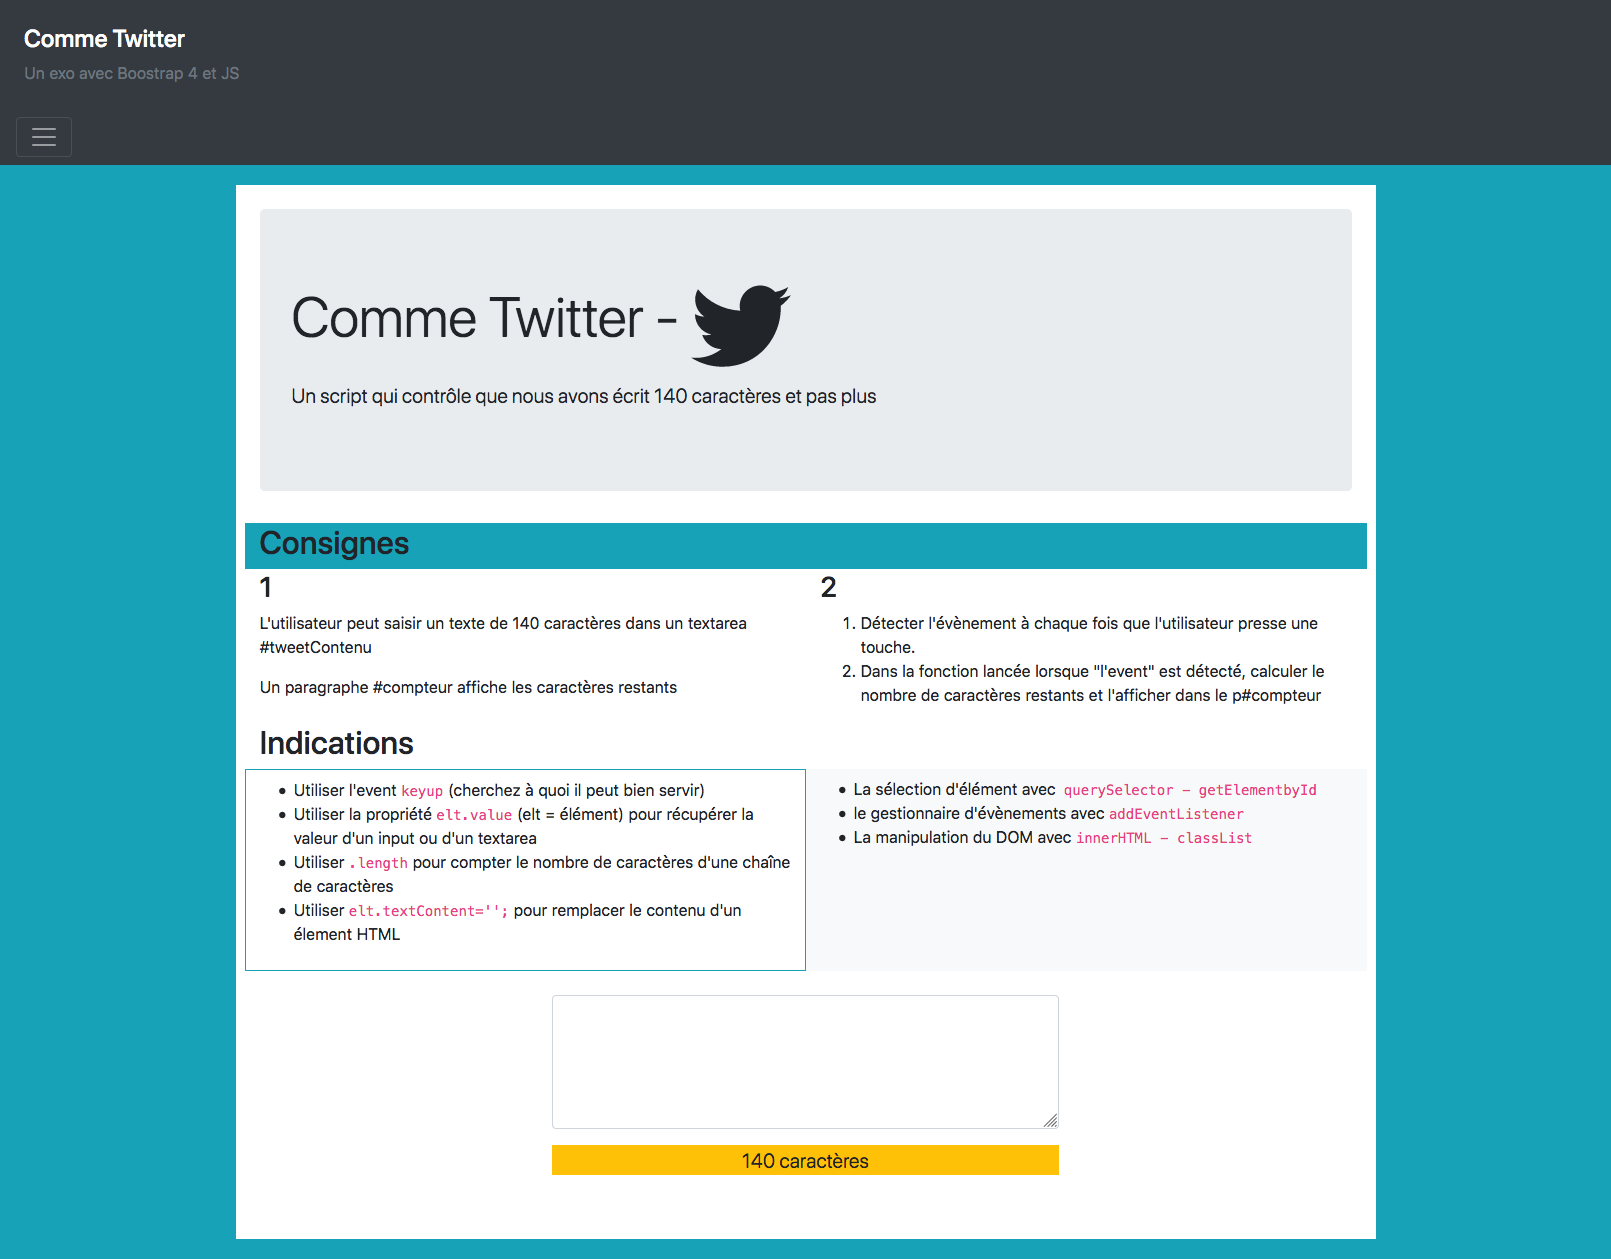 Comme Twitter
Un exo avec Boostrap 4 et JS
Comme Twitter -
Un script qui contrôle que nous avons écrit 140 caractères et pas plus
Consignes
1
L'utilisateur peut saisir un texte de 140 caractères dans un textarea
#tweetContenu
Un paragraphe #compteur affiche les caractères restants
2
1. Détecter l'évènement à chaque fois que l'utilisateur presse une
touche.
2. Dans la fonction lancée lorsque "l'event" est détecté, calculer le
nombre de caractères restants et l'afficher dans le p#compteur
Indications
• Utiliser l'event keyup (cherchez à quoi il peut bien servir)
• Utiliser la propriété elt.value (elt = élément) pour récupérer la
valeur d'un input ou d'un textarea
• Utiliser .length pour compter le nombre de caractères d'une chaîne
de caractères
• Utiliser elt.textContent=''; pour remplacer le contenu d'un
élement HTML
• La sélection d'élément avec querySelector - getElementbyId
• le gestionnaire d'évènements avec addEventListener
• La manipulation du DOM avec innerHTML - classList
140 caractères